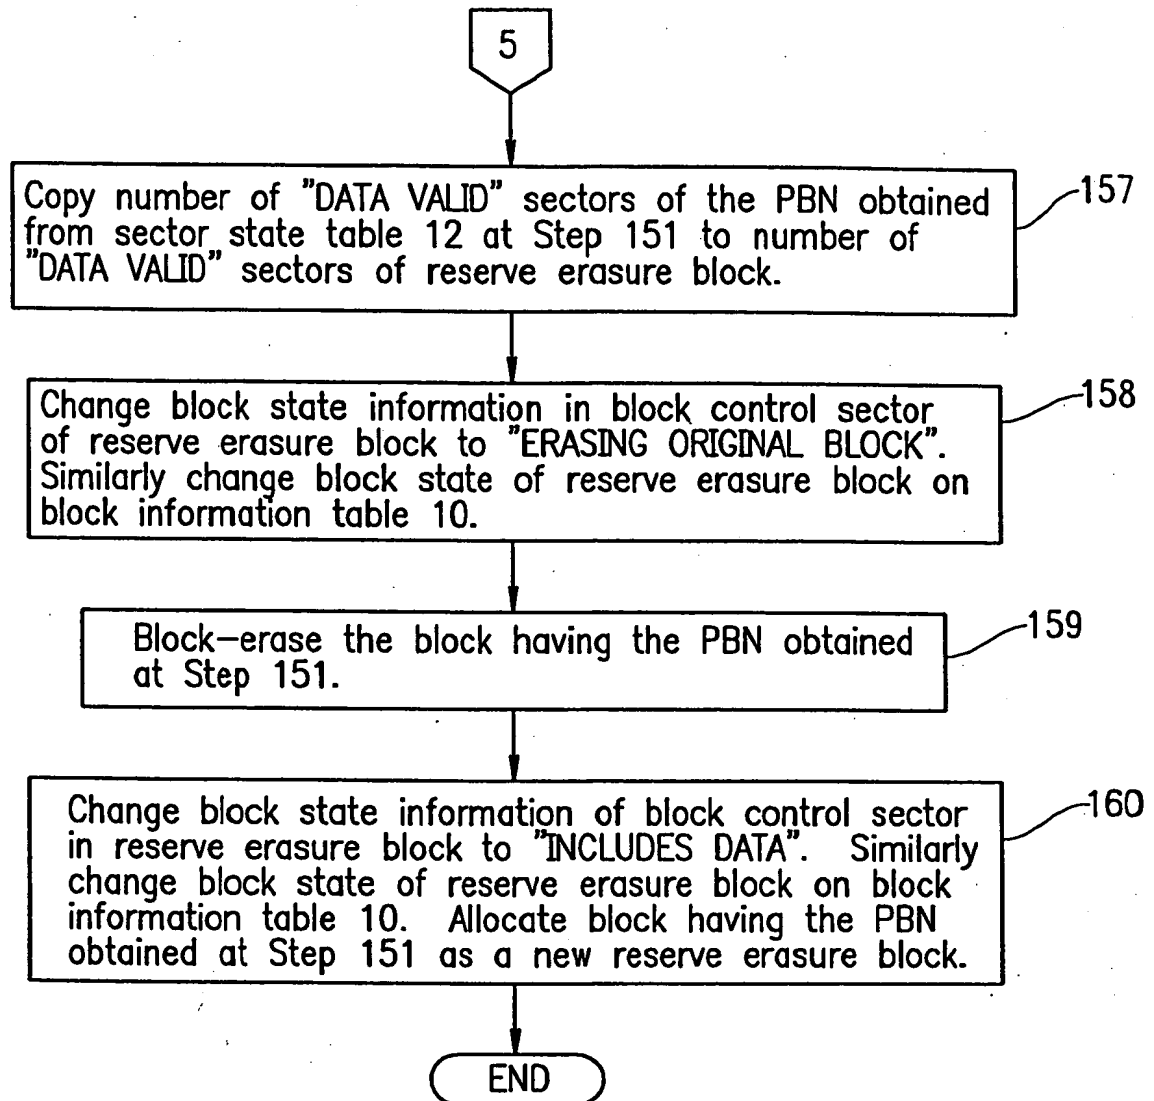 5
Copy number of "DATA VALID" sectors of the PBN obtained
from sector state table 12 at Step 151 to number of
"DATA VALID" sectors of reserve erasure block.
157
Change block state information in block control sector
of reserve erasure block to "ERASING ORIGINAL BLOCK".
Similarly change block state of reserve erasure block on
block information table 10.
158
Block-erase the block having the PBN obtained
at Step 151.
159
Change block state information of block control sector
in reserve erasure block to "INCLUDES DATA". Similarly
change block state of reserve erasure block on block
information table 10. Allocate block having the PBN
obtained at Step 151 as a new reserve erasure block.
160
END